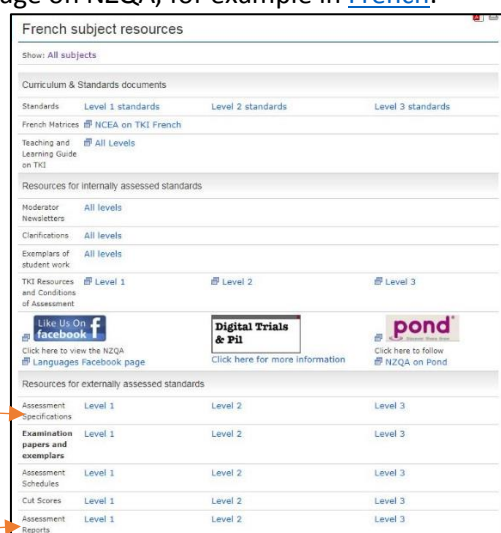 age on NZQA, for example in French.
French subject resources
Show: All subjects
Curriculum & Standards documents
Standards Level 1 standards Level 2 standards Level 3 standards
French Matrices NCEA on TKI French
Teaching and Learning Guide on TKI All Levels
Resources for internally assessed standards
Moderator Newsletters All levels
Clarifications All levels
Exemplars of student work All levels
TKI Resources and Conditions of Assessment Level 1 Level 2 Level 3
Like Us On facebook
Digital Trials & Pil
pond
Click here to view the NZQA Languages Facebook page
Click here for more information
Click here to follow NZQA on Pond
Resources for externally assessed standards
Assessment Specifications Level 1 Level 2 Level 3
Examination papers and exemplars Level 1 Level 2 Level 3
Assessment Schedules Level 1 Level 2 Level 3
Cut Scores Level 1 Level 2 Level 3
Assessment Reports Level 1 Level 2 Level 3